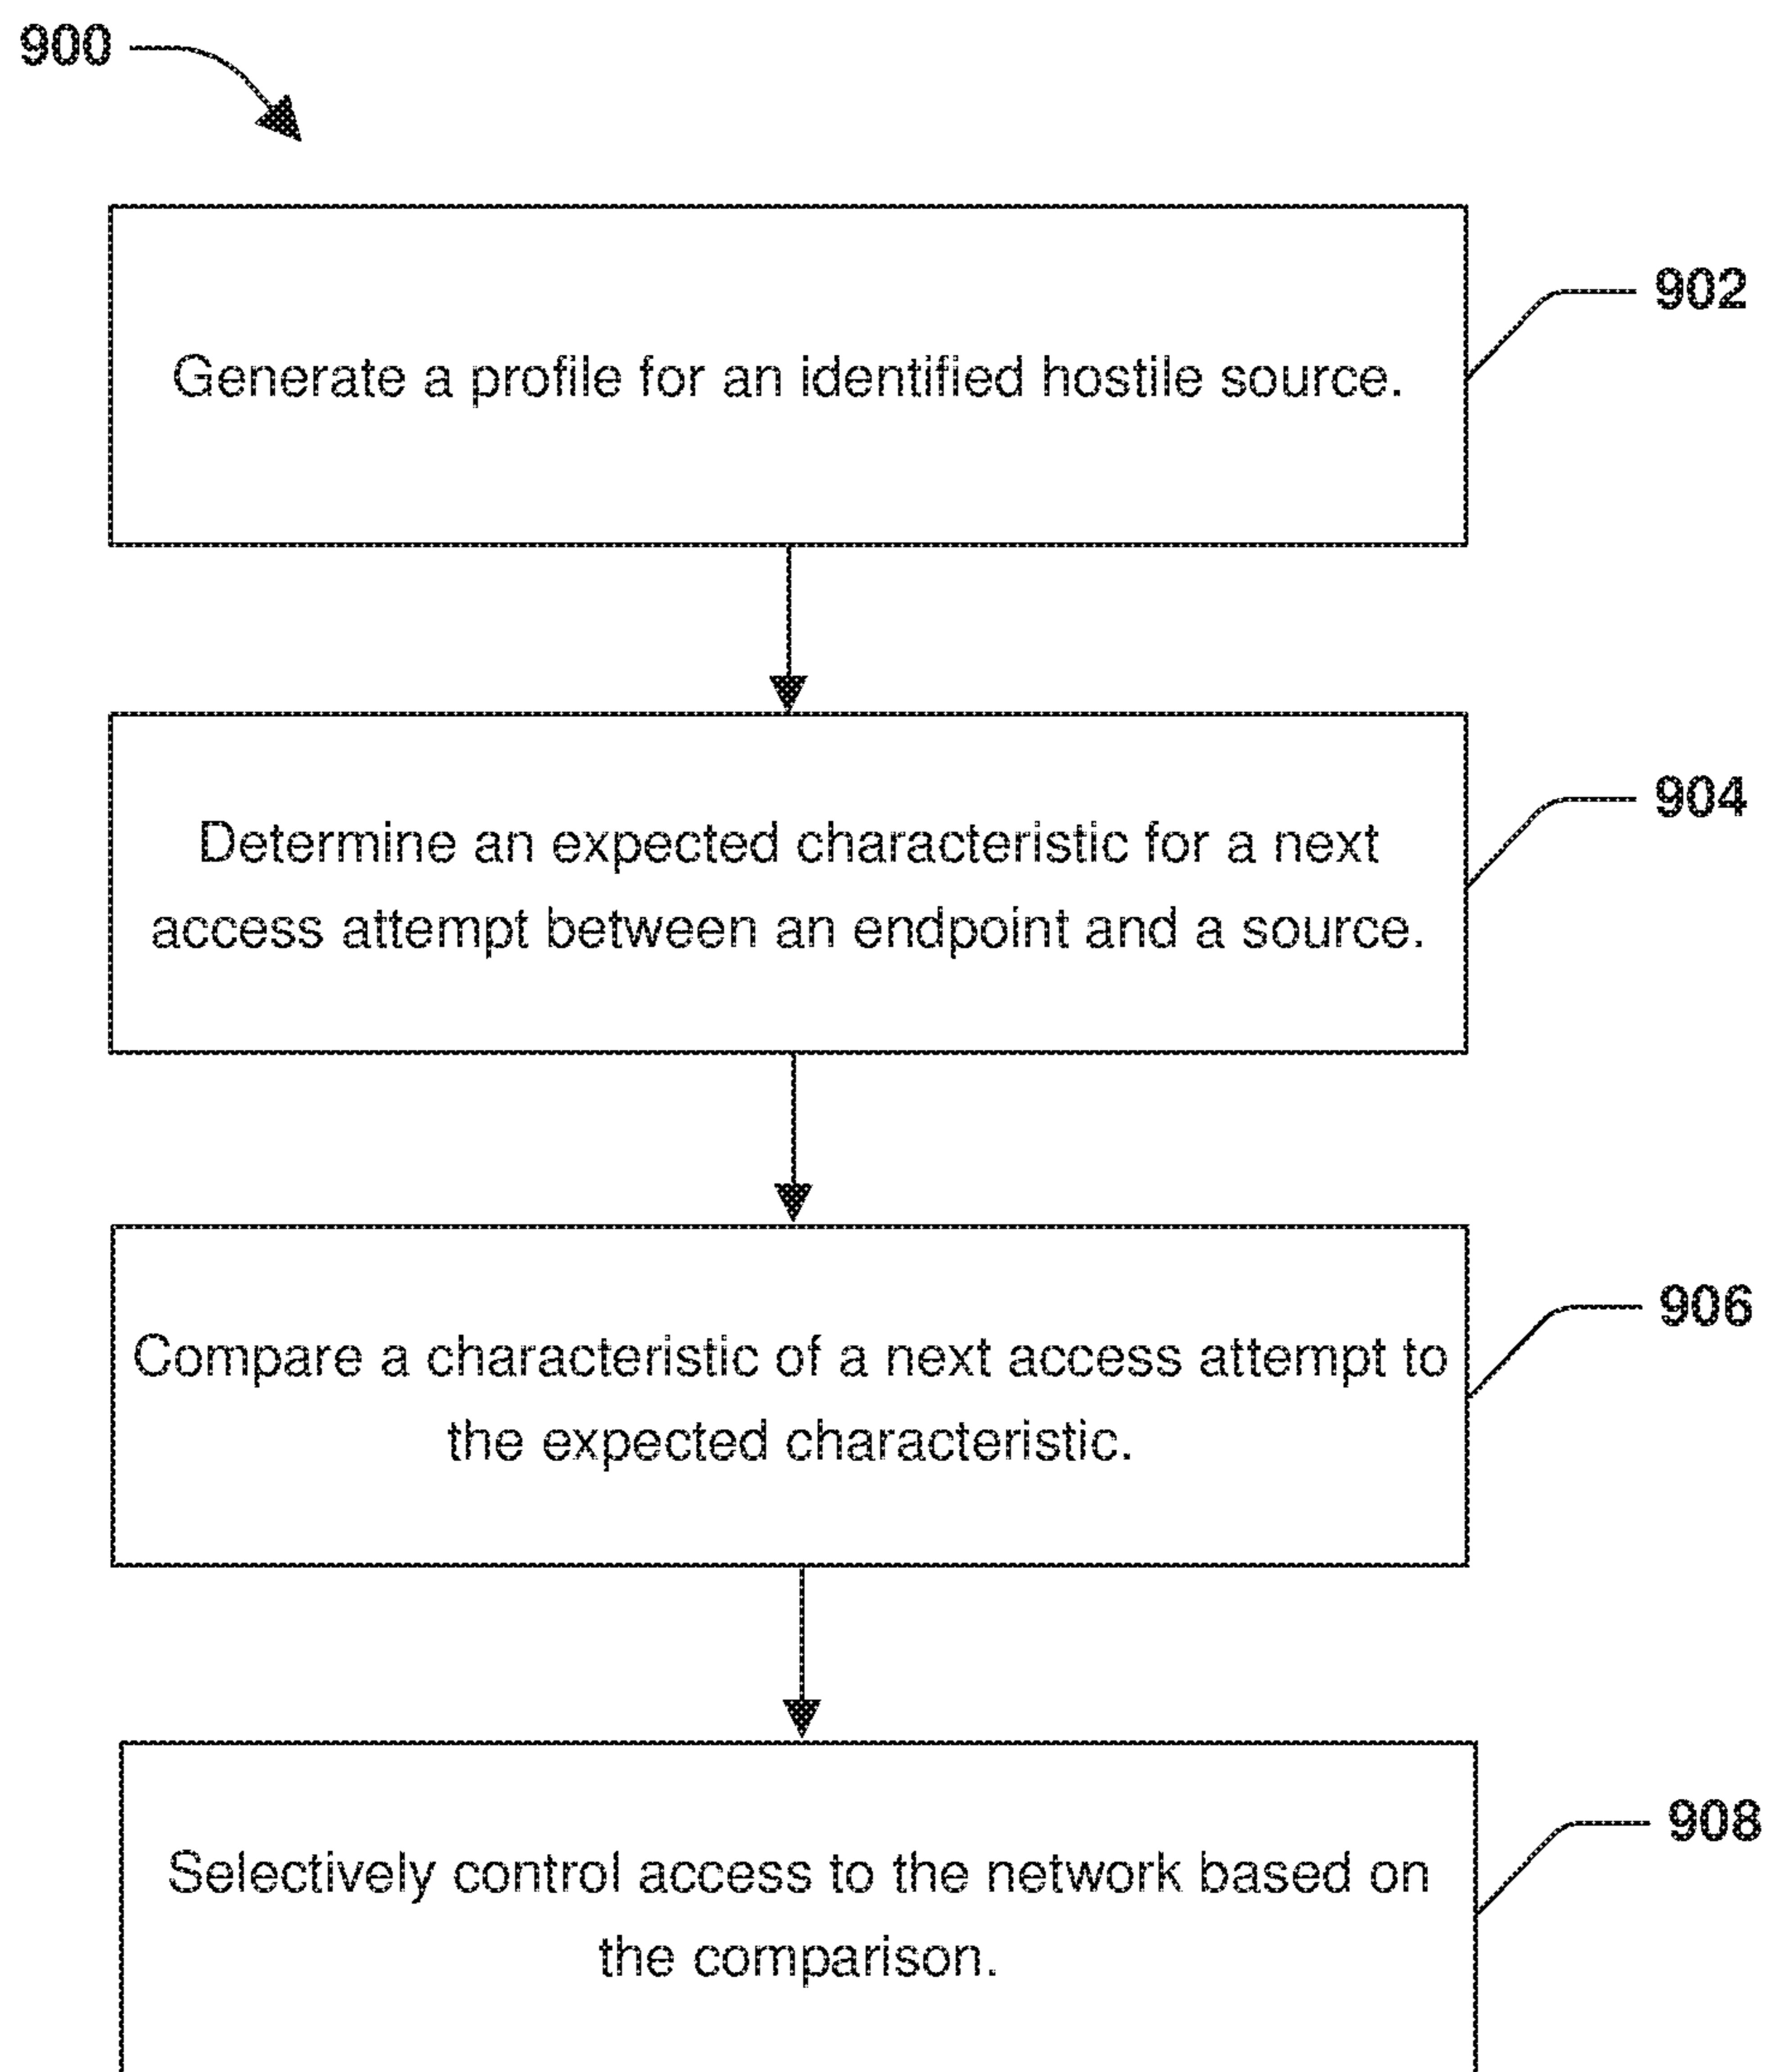 900
Generate a profile for an identified hostile source.
902
Determine an expected characteristic for a next
access attempt between an endpoint and a source.
904
Compare a characteristic of a next access attempt to
the expected characteristic.
906
Selectively control access to the network based on
the comparison.
908